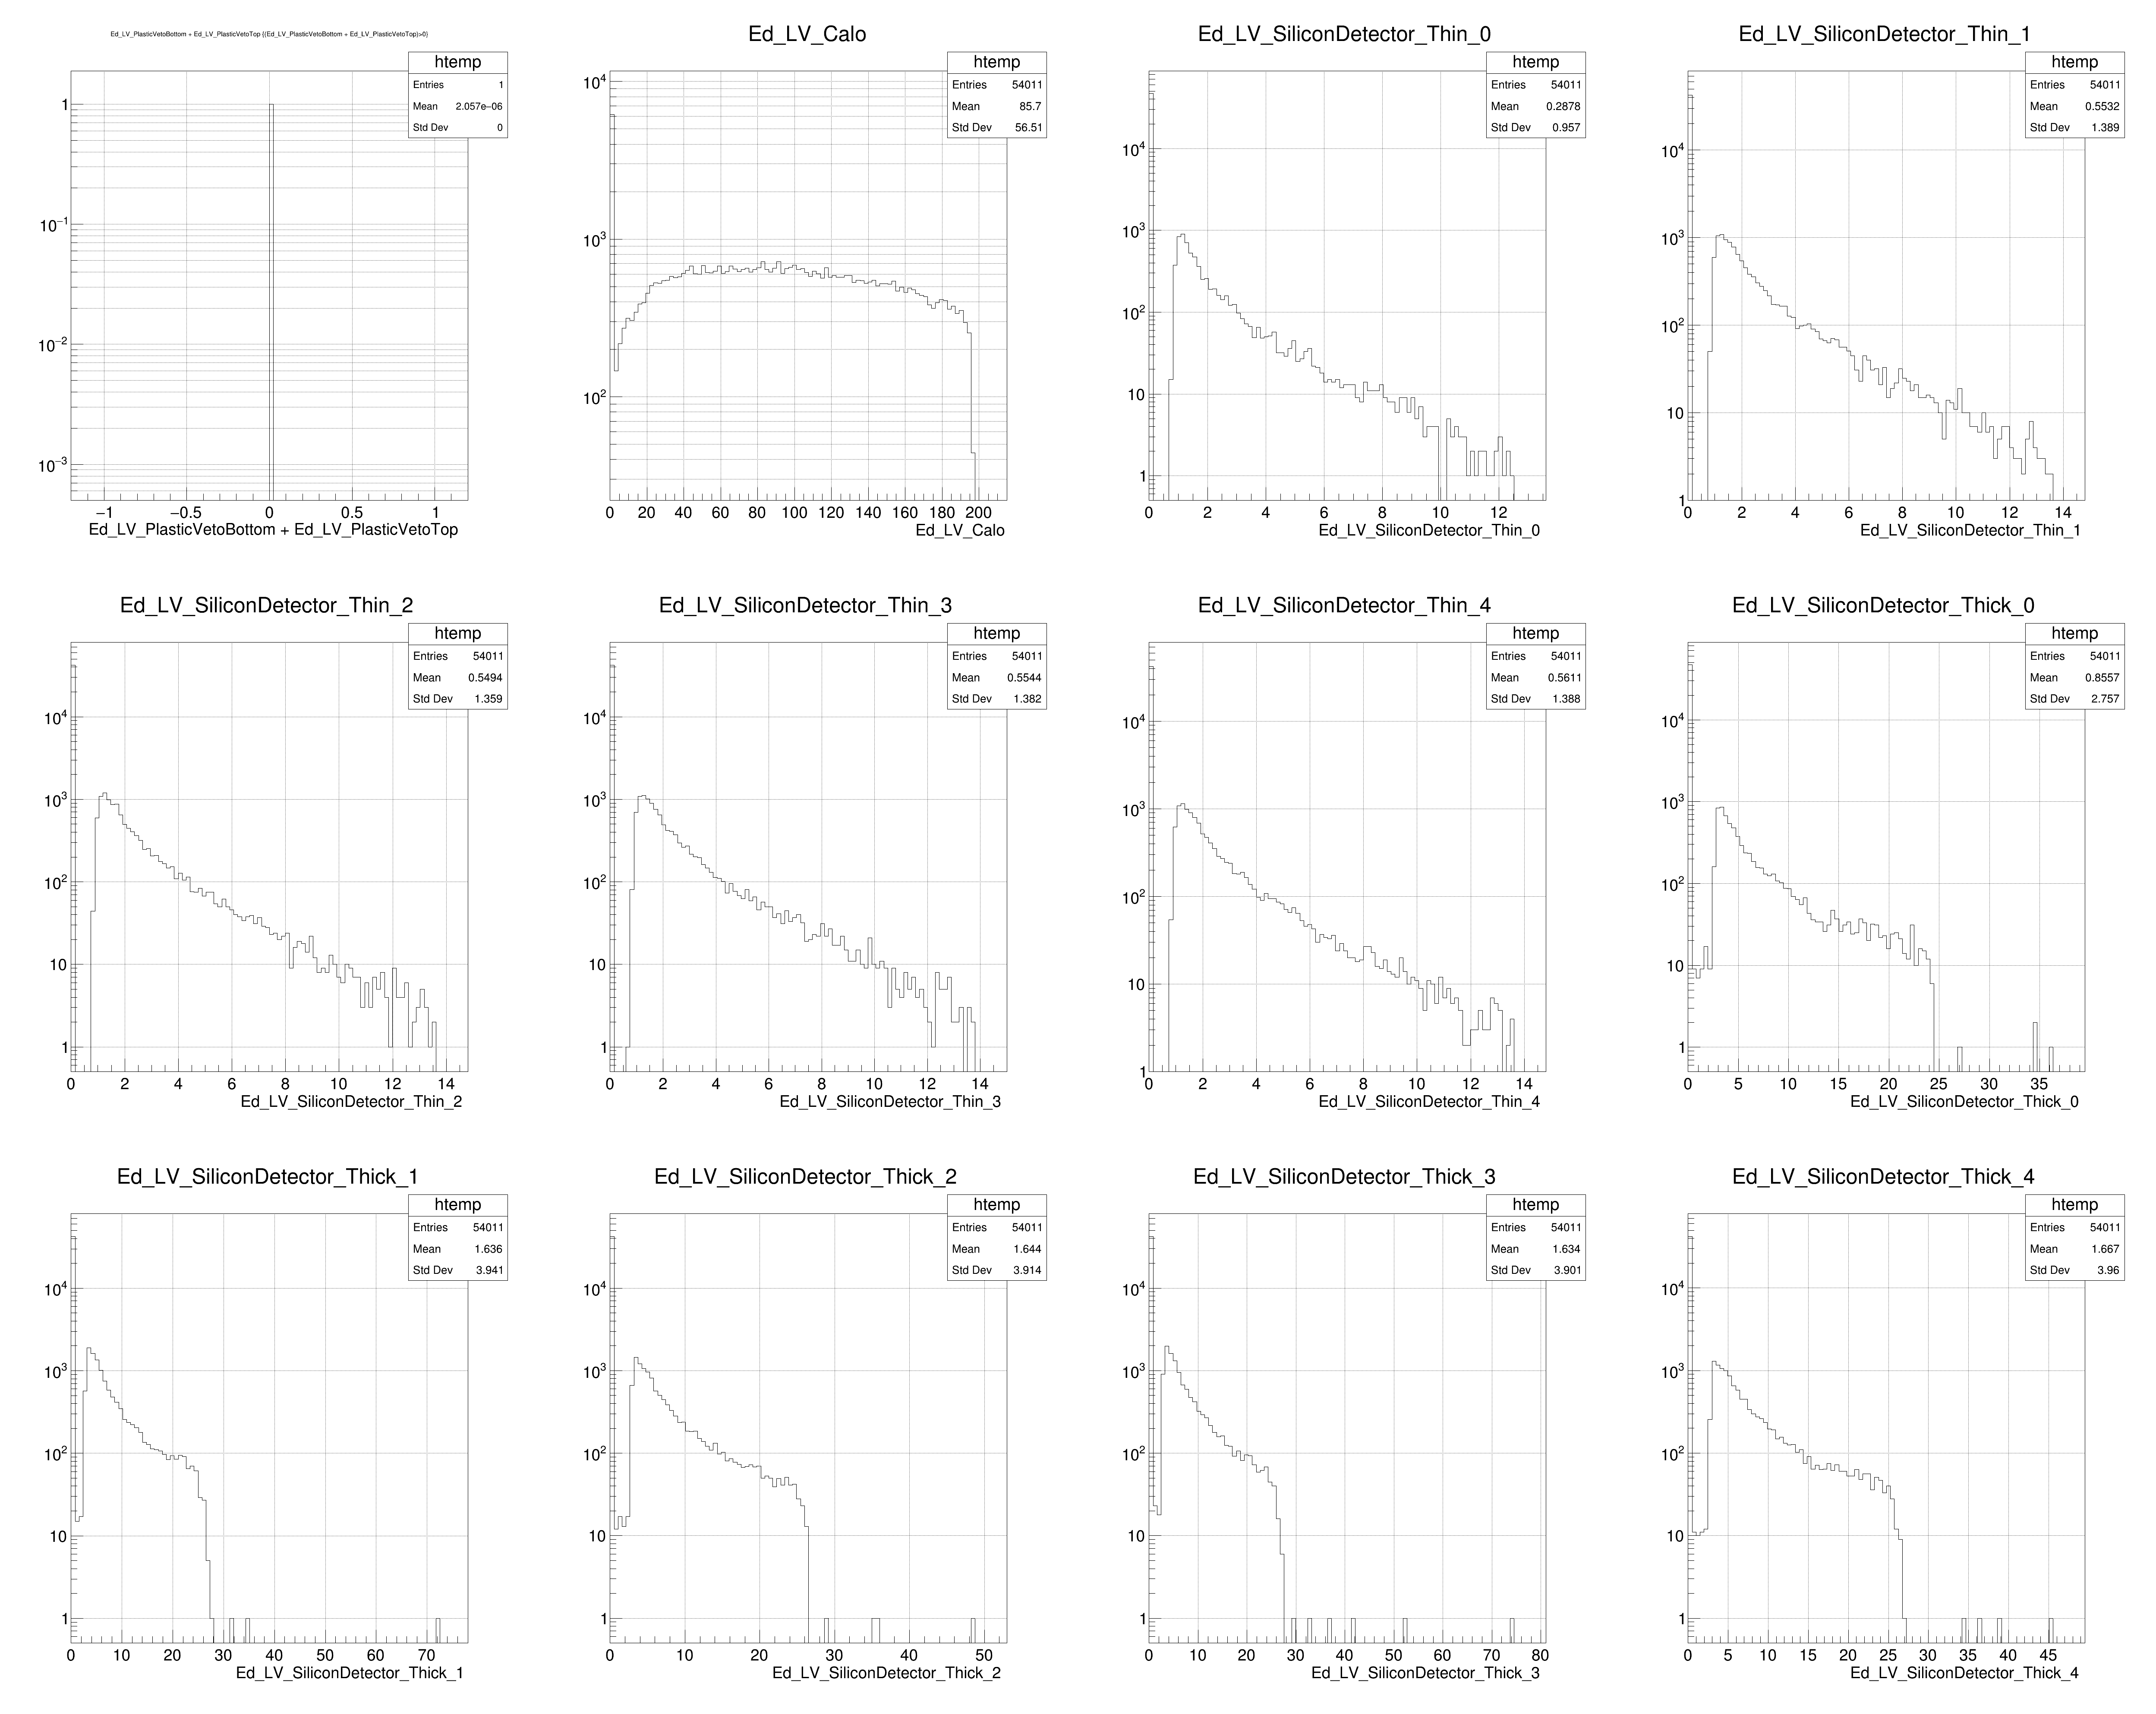 Ed_LV_PlasticVetoBottom + Ed_LV_PlasticVetoTop {(Ed_LV_PlasticVetoBottom + Ed_LV_PlasticVetoTop)>0}
htemp
Entries 1
Mean 2.057e−06
Std Dev 0
1
10−1
10−2
10−3
−1 −0.5 0 0.5 1
Ed_LV_PlasticVetoBottom + Ed_LV_PlasticVetoTop
Ed_LV_Calo
htemp
Entries 54011
Mean 85.7
Std Dev 56.51
104
103
102
0 20 40 60 80 100 120 140 160 180 200
Ed_LV_Calo
Ed_LV_SiliconDetector_Thin_0
htemp
Entries 54011
Mean 0.2878
Std Dev 0.957
104
103
102
10
1
0 2 4 6 8 10 12
Ed_LV_SiliconDetector_Thin_0
Ed_LV_SiliconDetector_Thin_1
htemp
Entries 54011
Mean 0.5532
Std Dev 1.389
104
103
102
10
1
0 2 4 6 8 10 12 14
Ed_LV_SiliconDetector_Thin_1
Ed_LV_SiliconDetector_Thin_2
htemp
Entries 54011
Mean 0.5494
Std Dev 1.359
104
103
102
10
1
0 2 4 6 8 10 12 14
Ed_LV_SiliconDetector_Thin_2
Ed_LV_SiliconDetector_Thin_3
htemp
Entries 54011
Mean 0.5544
Std Dev 1.382
104
103
102
10
1
0 2 4 6 8 10 12 14
Ed_LV_SiliconDetector_Thin_3
Ed_LV_SiliconDetector_Thin_4
htemp
Entries 54011
Mean 0.5611
Std Dev 1.388
104
103
102
10
1
0 2 4 6 8 10 12 14
Ed_LV_SiliconDetector_Thin_4
Ed_LV_SiliconDetector_Thick_0
htemp
Entries 54011
Mean 0.8557
Std Dev 2.757
104
103
102
10
1
0 5 10 15 20 25 30 35
Ed_LV_SiliconDetector_Thick_0
Ed_LV_SiliconDetector_Thick_1
htemp
Entries 54011
Mean 1.636
Std Dev 3.941
104
103
102
10
1
0 10 20 30 40 50 60 70
Ed_LV_SiliconDetector_Thick_1
Ed_LV_SiliconDetector_Thick_2
htemp
Entries 54011
Mean 1.644
Std Dev 3.914
104
103
102
10
1
0 10 20 30 40 50
Ed_LV_SiliconDetector_Thick_2
Ed_LV_SiliconDetector_Thick_3
htemp
Entries 54011
Mean 1.634
Std Dev 3.901
104
103
102
10
1
0 10 20 30 40 50 60 70 80
Ed_LV_SiliconDetector_Thick_3
Ed_LV_SiliconDetector_Thick_4
htemp
Entries 54011
Mean 1.667
Std Dev 3.96
104
103
102
10
1
0 5 10 15 20 25 30 35 40 45
Ed_LV_SiliconDetector_Thick_4